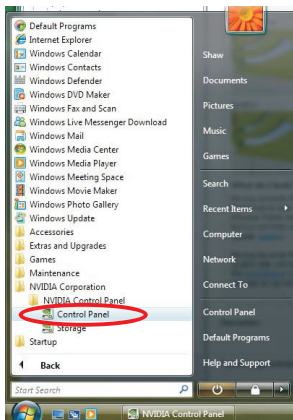 Default Programs
Internet Explorer
Windows Calendar
Windows Contacts
Windows Defender
Windows DVD Maker
Windows Fax and Scan
Windows Live Messenger Download
Windows Mail
Windows Media Center
Windows Media Player
Windows Meeting Space
Windows Movie Maker
Windows Photo Gallery
Windows Update
Accessories
Extras and Upgrades
Games
Maintenance
NVIDIA Corporation
NVIDIA Control Panel
Control Panel
Storage
Startup
Back
Start Search
Shaw
Documents
Pictures
Music
Games
Search
Recent Items
Computer
Network
Connect To
Control Panel
Default Programs
Help and Support
NVIDIA Control Panel